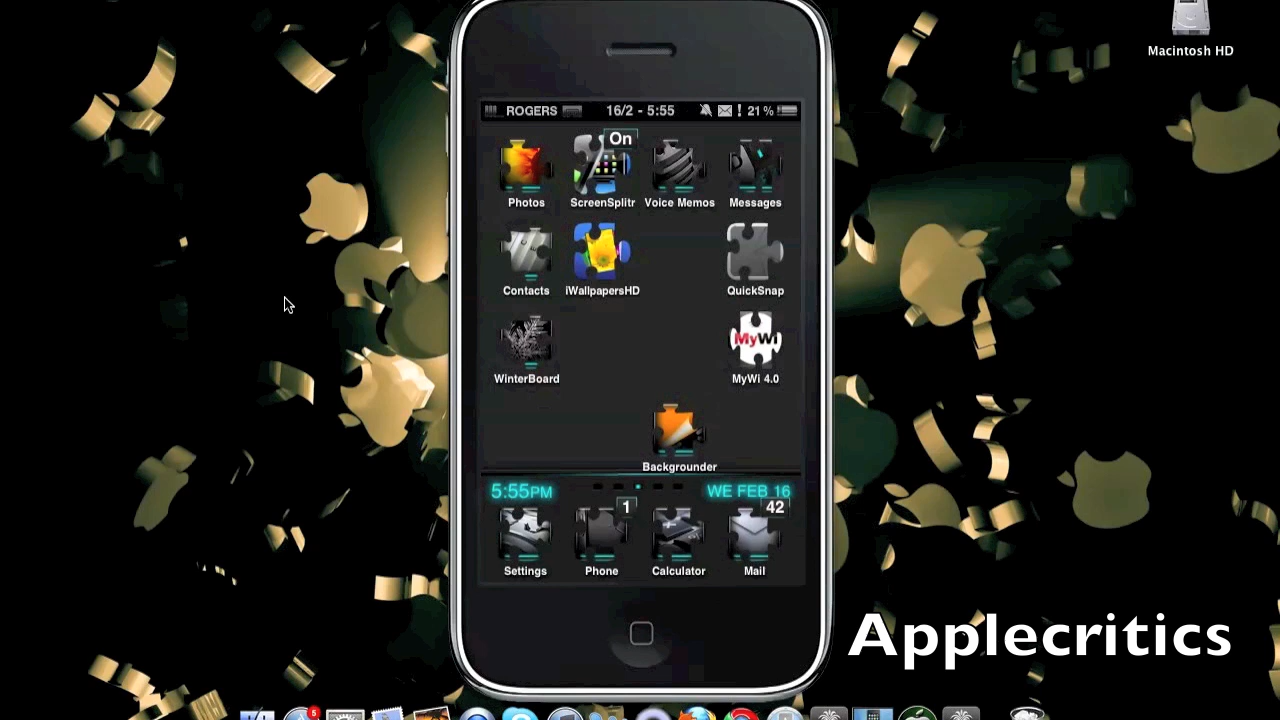 Macintosh HD
ROGERS 16/2 - 5:55 21 %
On
Photos ScreenSplitr Voice Memos Messages
Contacts iWallpapersHD QuickSnap
MyWi
WinterBoard MyWi 4.0
Backgrounder
5:55PM WE FEB 16
1 42
Settings Phone Calculator Mail
Applecritics
5